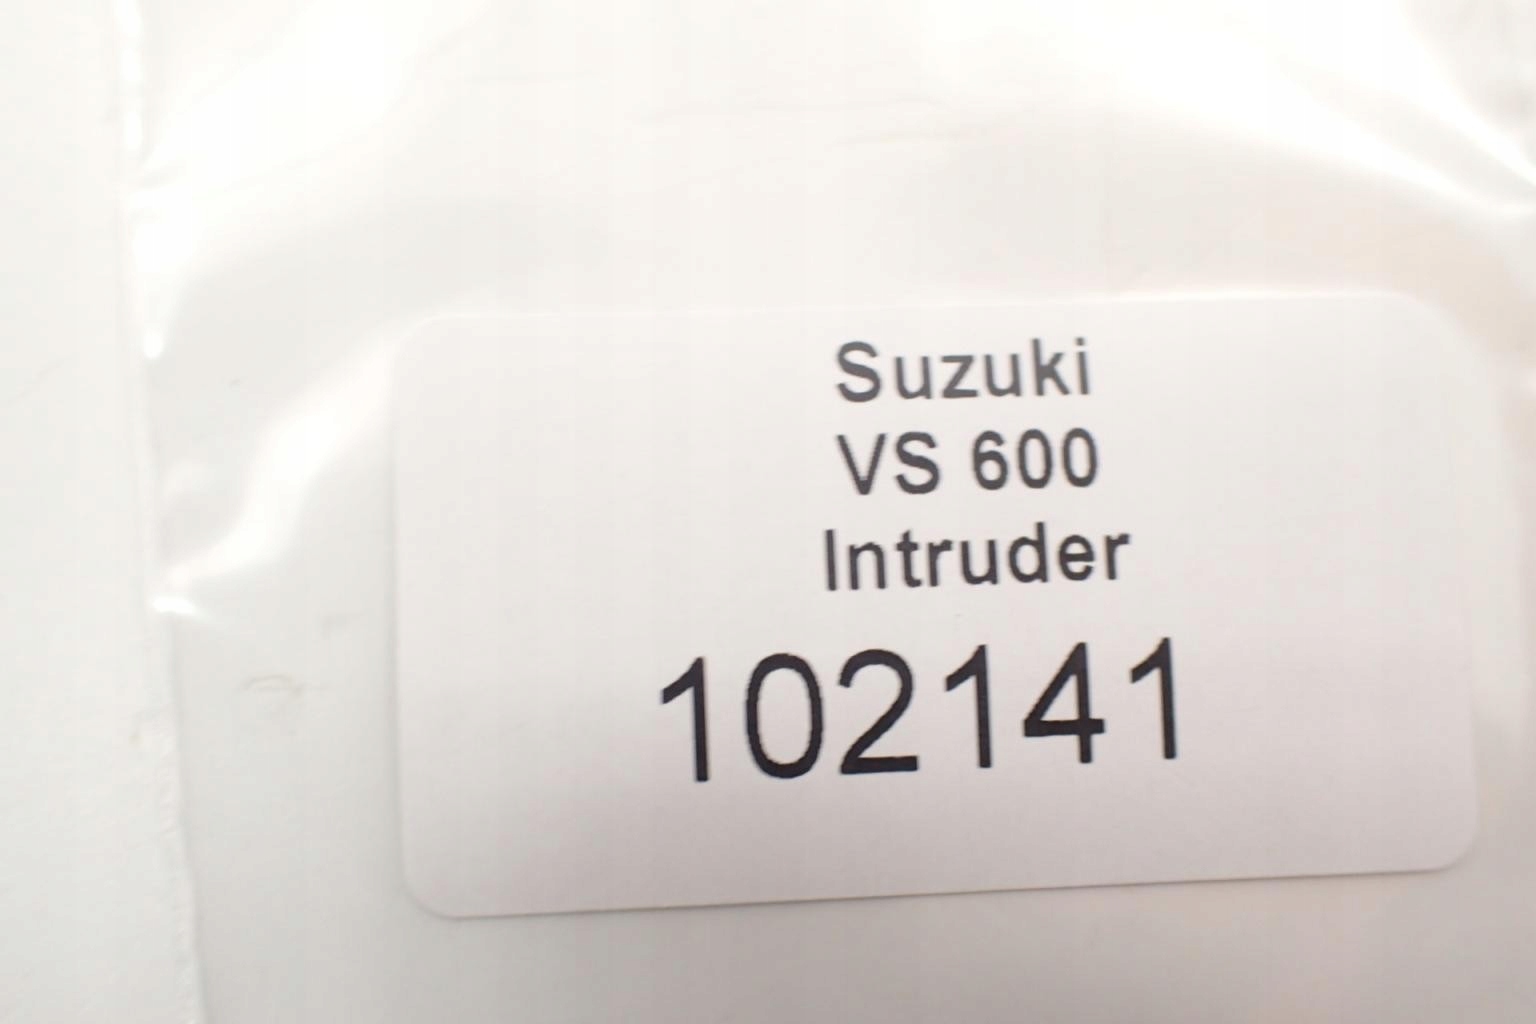 Suzuki
VS 600
Intruder
102141